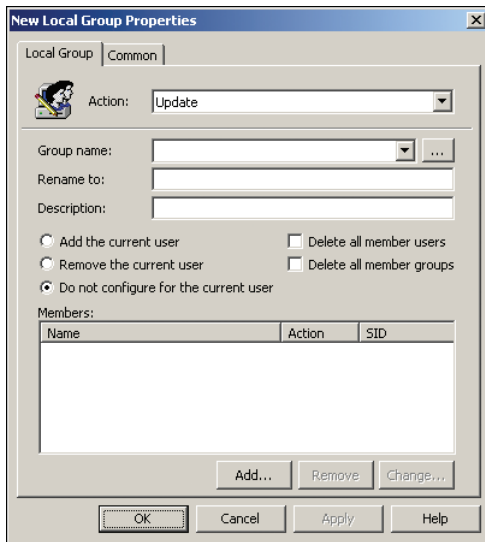 New Local Group Properties
Local Group Common
Action: Update
Group name: ...
Rename to:
Description:
Add the current user Delete all member users
Remove the current user Delete all member groups
Do not configure for the current user
Members:
Name Action SID
Add... Remove Change...
OK Cancel Apply Help